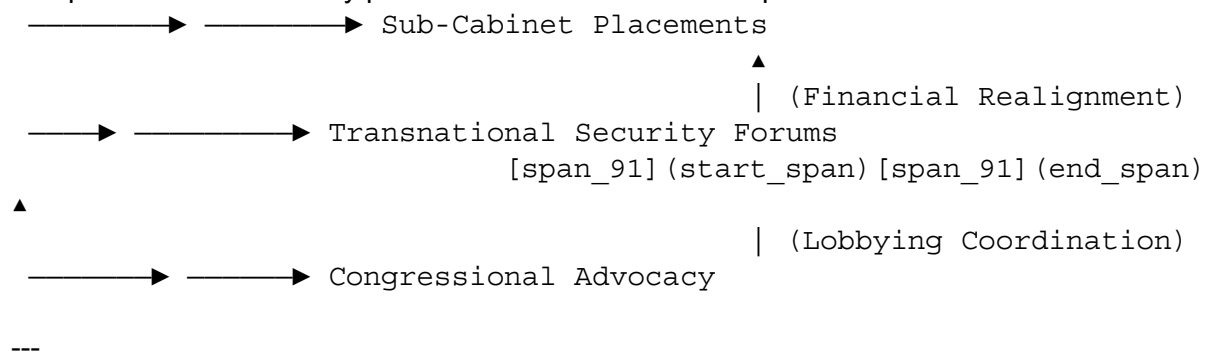 ────────► ────────► Sub-Cabinet Placements
▲
│ (Financial Realignment)
────► ─────────► Transnational Security Forums
[span_91](start_span)[span_91](end_span)
▲
│ (Lobbying Coordination)
───────► ──────► Congressional Advocacy
---